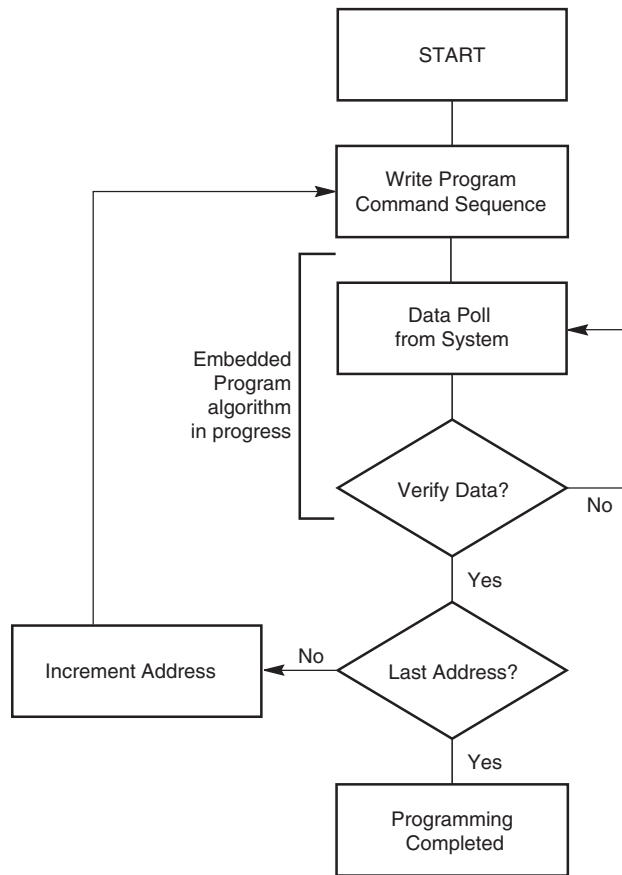 START
Write Program
Command Sequence
Data Poll
from System
Embedded
Program
algorithm
in progress
Verify Data?
No
Yes
No
Increment Address
Last Address?
Yes
Programming
Completed